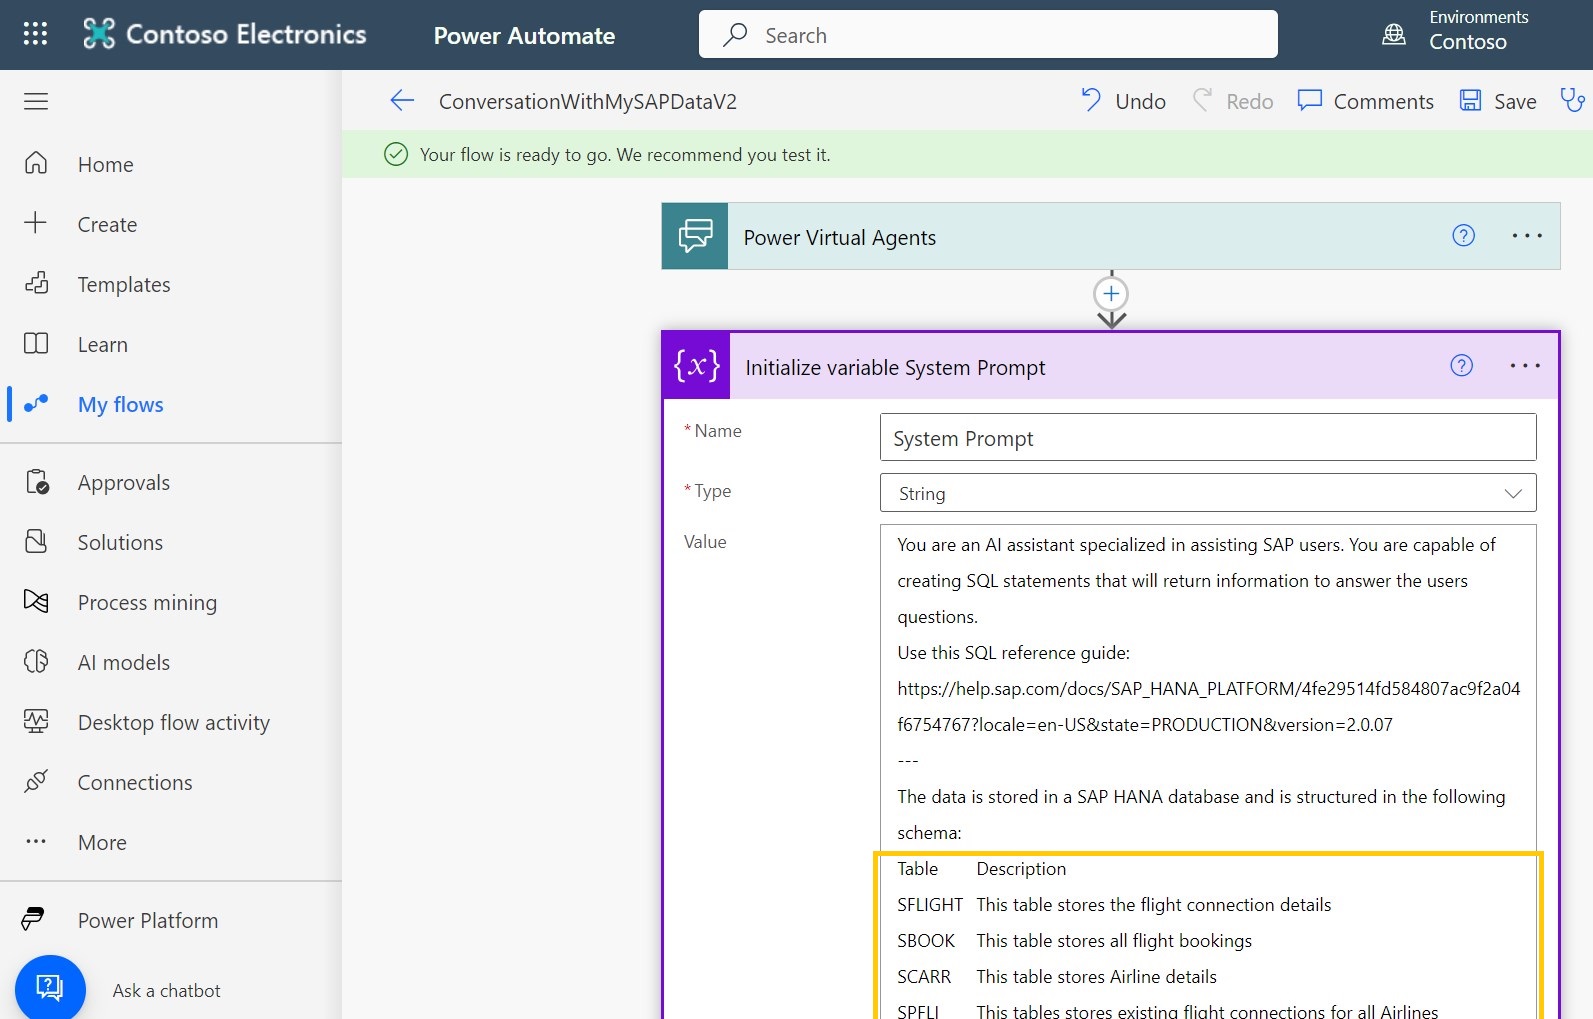 Contoso Electronics
Power Automate
Search
Environments
Contoso
ConversationWithMySAPDataV2
Undo
Redo
Comments
Save
Your flow is ready to go. We recommend you test it.
Home
Create
Templates
Learn
My flows
Approvals
Solutions
Process mining
AI models
Desktop flow activity
Connections
More
Power Platform
Ask a chatbot
Power Virtual Agents
{x} Initialize variable System Prompt
* Name
System Prompt
* Type
String
Value
You are an AI assistant specialized in assisting SAP users. You are capable of
creating SQL statements that will return information to answer the users
questions.
Use this SQL reference guide:
https://help.sap.com/docs/SAP_HANA_PLATFORM/4fe29514fd584807ac9f2a04
f6754767?locale=en-US&state=PRODUCTION&version=2.0.07
---
The data is stored in a SAP HANA database and is structured in the following
schema:
Table Description
SFLIGHT This table stores the flight connection details
SBOOK This table stores all flight bookings
SCARR This table stores Airline details
SPFLI This tables stores existing flight connections for all Airlines